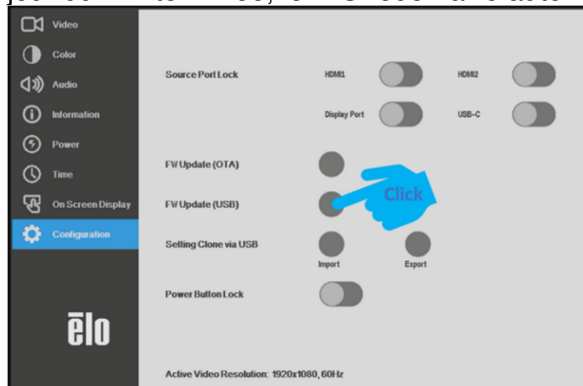 Video
Color
Audio
Information
Power
Time
On Screen Display
Configuration
ēlo
Source Port Lock
HDMI1
HDMI2
Display Port
USB-C
FW Update (OTA)
FW Update (USB)
Click
Setting Clone via USB
Import
Export
Power Button Lock
Active Video Resolution: 1920x1080, 60Hz